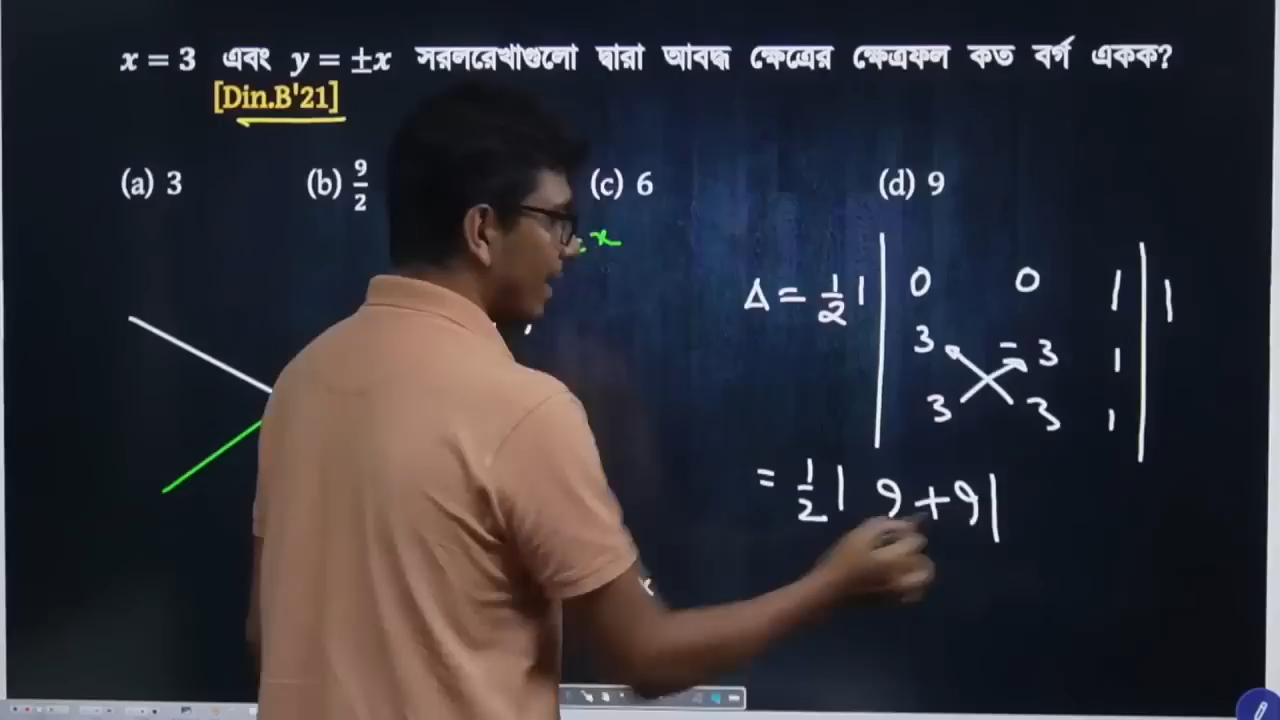 x = 3 এবং y = ±x সরলরেখাগুলো দ্বারা আবদ্ধ ক্ষেত্রের ক্ষেত্রফল কত বর্গ একক?
[Din.B'21]
(a) 3 (b) 9/2 (c) 6 (d) 9
= x
Δ = 1/2 | | 0 0 1 | |
3 -3 1
3 3 1
= 1/2 | 9 + 9 |
x